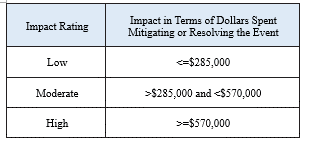 Impact Rating
Impact in Terms of Dollars Spent
Mitigating or Resolving the Event
Low
<=$285,000
Moderate
>$285,000 and <$570,000
High
>=$570,000